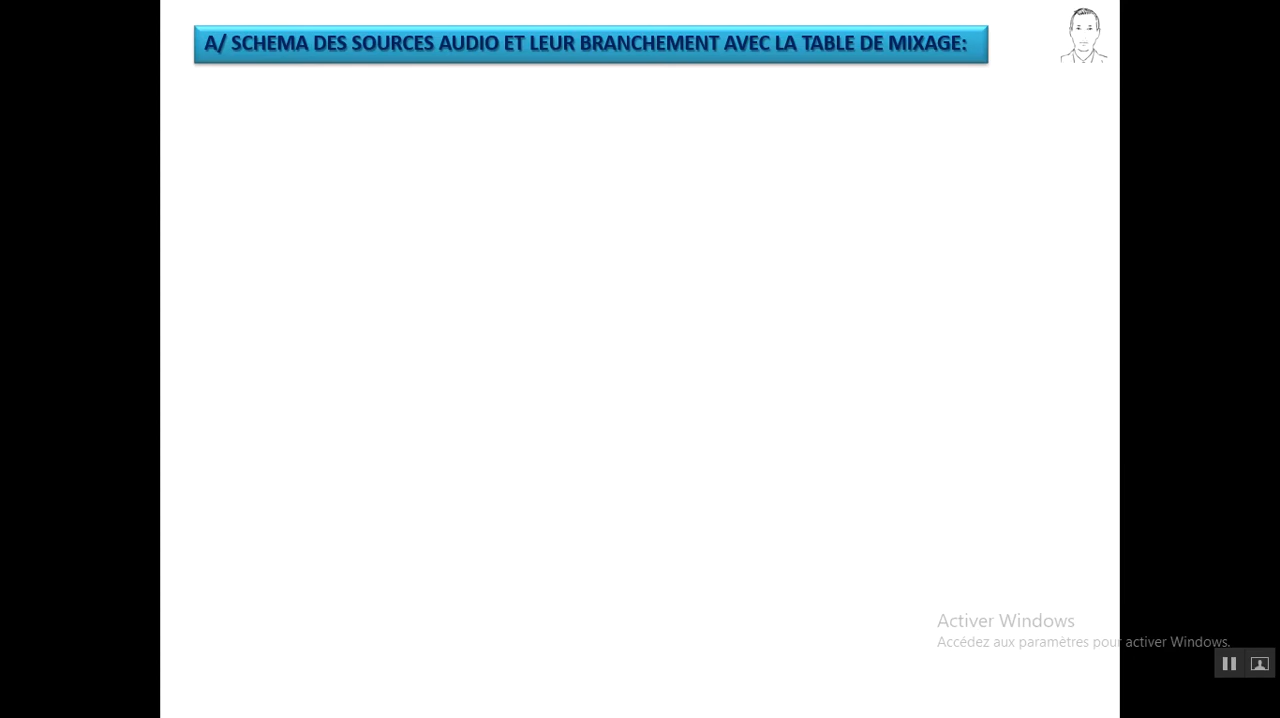 A/ SCHEMA DES SOURCES AUDIO ET LEUR BRANCHEMENT AVEC LA TABLE DE MIXAGE:
Activer Windows
Accédez aux paramètres pour activer Windows.